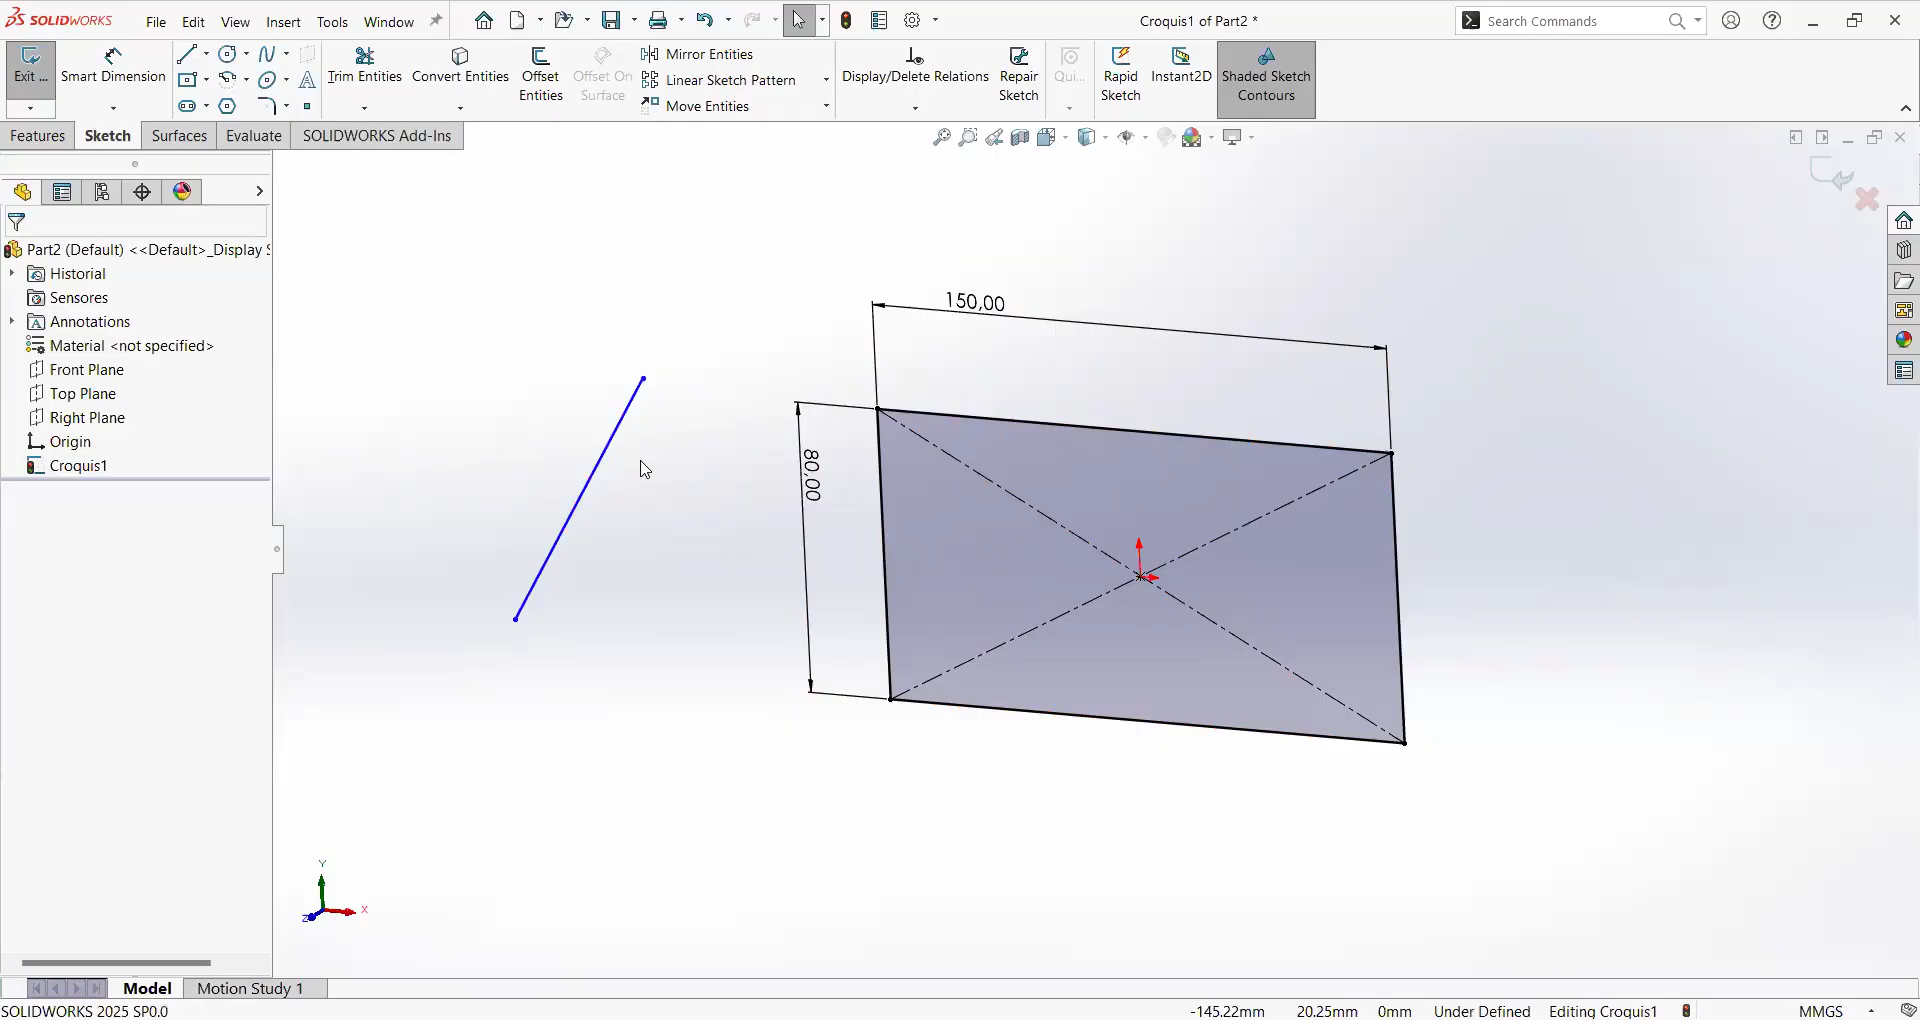 SOLIDWORKS File Edit View Insert Tools Window Croquis1 of Part2 * Search Commands
Exit ... Smart Dimension Trim Entities Convert Entities Offset Entities Offset On Surface Mirror Entities Display/Delete Relations Repair Sketch Qui... Rapid Sketch Instant2D Shaded Sketch Contours
Linear Sketch Pattern
Move Entities
Features Sketch Surfaces Evaluate SOLIDWORKS Add-Ins
Part2 (Default) <<Default>_Display S
Historial
Sensores
Annotations
Material <not specified>
Front Plane
Top Plane
Right Plane
Origin
Croquis1
150,00
80,00
Y
Z X
Model Motion Study 1
SOLIDWORKS 2025 SP0.0 -145.22mm 20.25mm 0mm Under Defined Editing Croquis1 MMGS